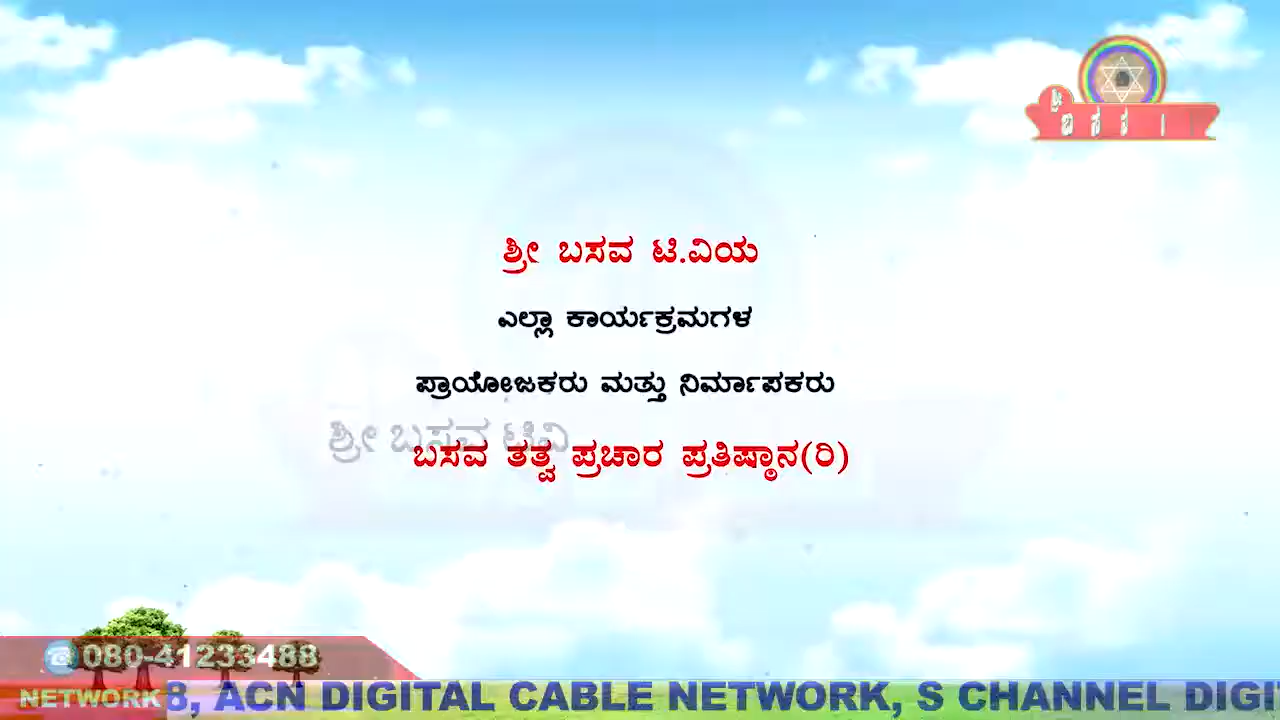 ಶ್ರೀ ಬಸವ ಟಿ.ವಿಯ
ಎಲ್ಲಾ ಕಾರ್ಯಕ್ರಮಗಳ
ಪ್ರಾಯೋಜಕರು ಮತ್ತು ನಿರ್ಮಾಪಕರು
ಶ್ರೀ ಬಸವ ಟಿವಿ
ಬಸವ ತತ್ವ ಪ್ರಚಾರ ಪ್ರತಿಷ್ಠಾನ(ರಿ)
080-41233488
NETWORK 8, ACN DIGITAL CABLE NETWORK, S CHANNEL DIGI